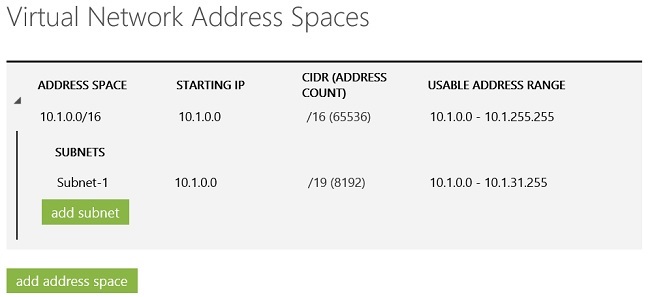 Virtual Network Address Spaces
ADDRESS SPACE STARTING IP CIDR (ADDRESS COUNT) USABLE ADDRESS RANGE
10.1.0.0/16 10.1.0.0 /16 (65536) 10.1.0.0 - 10.1.255.255
SUBNETS
Subnet-1 10.1.0.0 /19 (8192) 10.1.0.0 - 10.1.31.255
add subnet
add address space